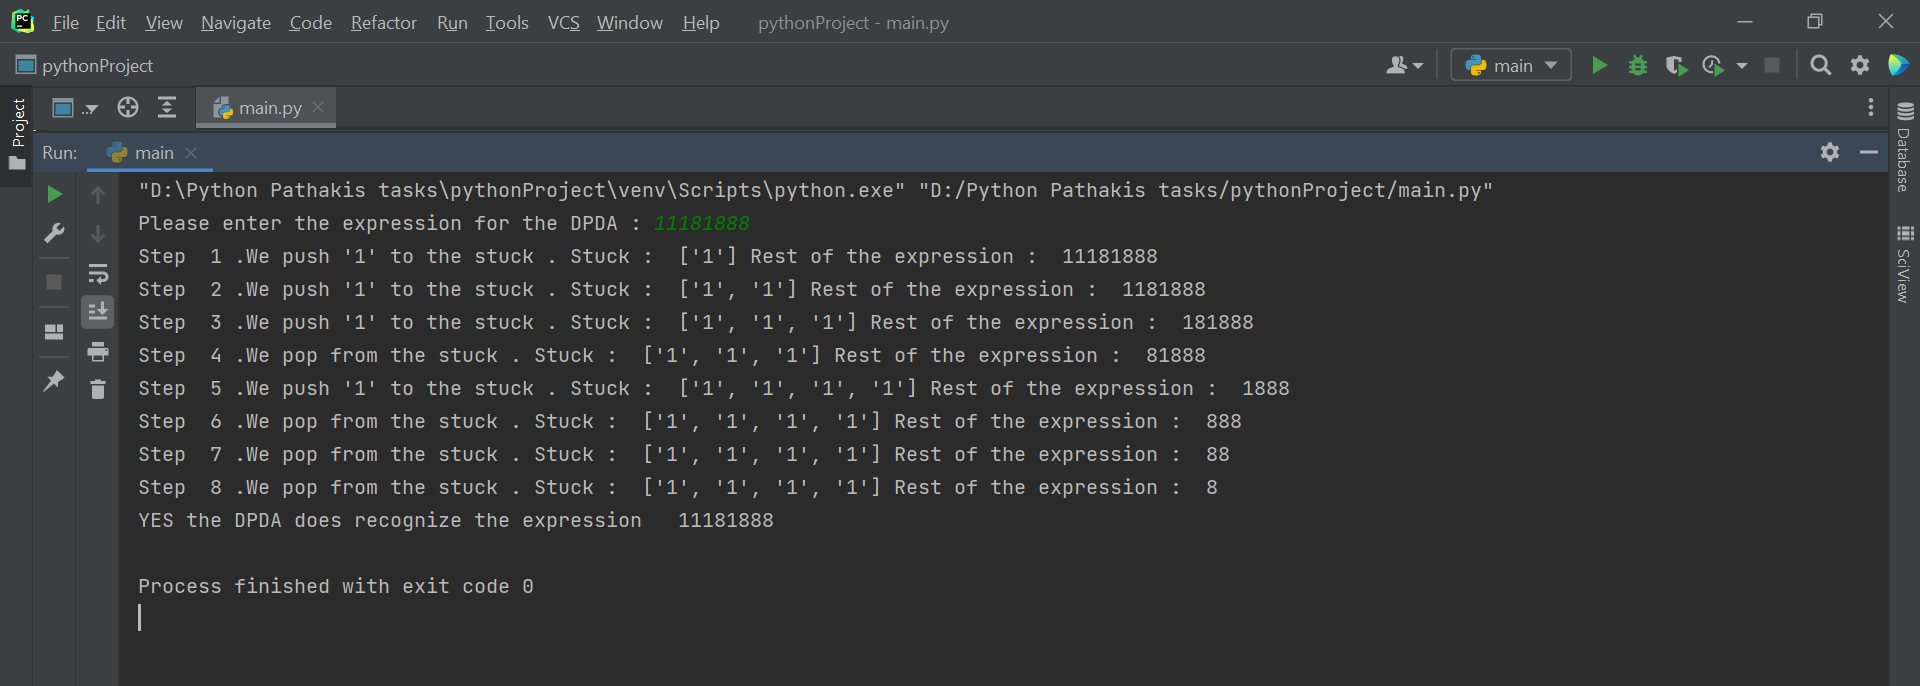 PC File Edit View Navigate Code Refactor Run Tools VCS Window Help pythonProject - main.py
pythonProject main
Project .. main.py
Run: main
Database
SciView
"D:\Python Pathakis tasks\pythonProject\venv\Scripts\python.exe" "D:/Python Pathakis tasks/pythonProject/main.py"
Please enter the expression for the DPDA : 11181888
Step  1 .We push '1' to the stuck . Stuck :  ['1'] Rest of the expression :  11181888
Step  2 .We push '1' to the stuck . Stuck :  ['1', '1'] Rest of the expression :  1181888
Step  3 .We push '1' to the stuck . Stuck :  ['1', '1', '1'] Rest of the expression :  181888
Step  4 .We pop from the stuck . Stuck :  ['1', '1', '1'] Rest of the expression :  81888
Step  5 .We push '1' to the stuck . Stuck :  ['1', '1', '1', '1'] Rest of the expression :  1888
Step  6 .We pop from the stuck . Stuck :  ['1', '1', '1', '1'] Rest of the expression :  888
Step  7 .We pop from the stuck . Stuck :  ['1', '1', '1', '1'] Rest of the expression :  88
Step  8 .We pop from the stuck . Stuck :  ['1', '1', '1', '1'] Rest of the expression :  8
YES the DPDA does recognize the expression   11181888
Process finished with exit code 0